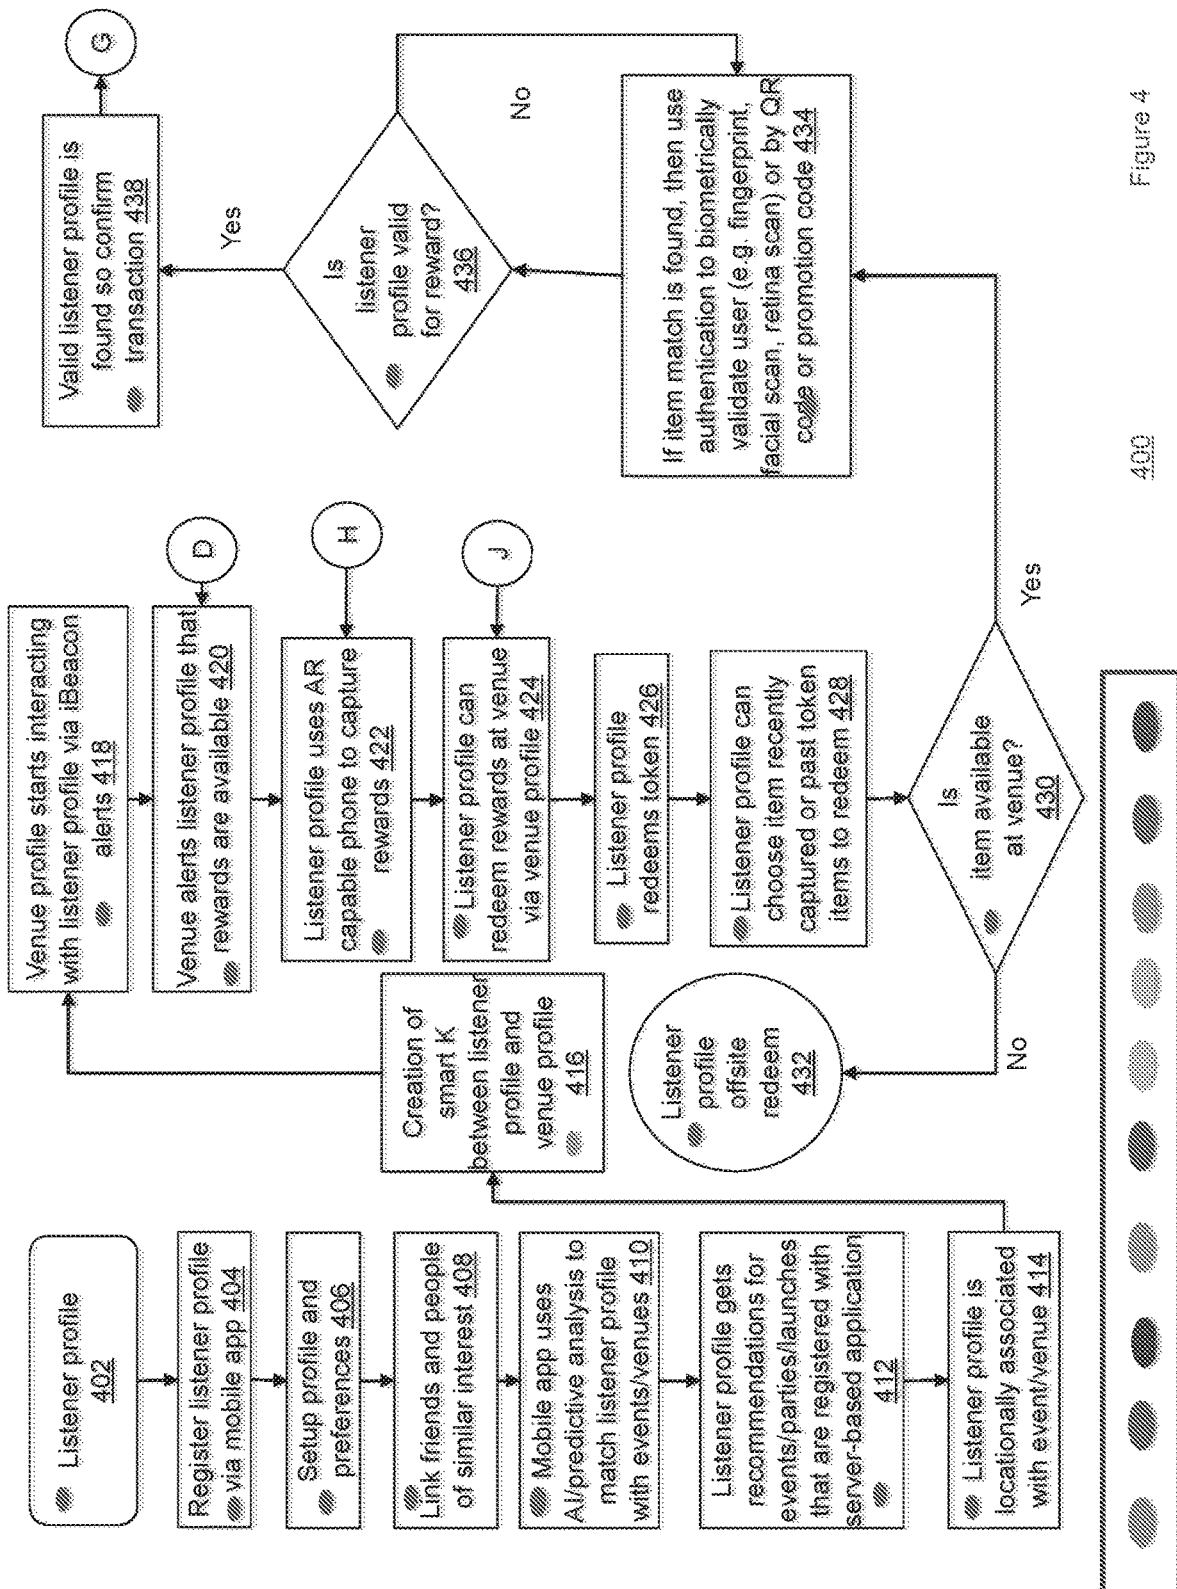 Listener profile
402
Register listener profile
via mobile app 404
Setup profile and
preferences 406
Link friends and people
of similar interest 408
Mobile app uses
AI/predictive analysis to
match listener profile
with events/venues 410
Listener profile gets
recommendations for
events/parties/launches
that are registered with
server-based application
412
Listener profile is
locationally associated
with event/venue 414
Creation of
smart K
between listener
profile and
venue profile
416
Venue profile starts interacting
with listener profile via iBeacon
alerts 418
Venue alerts listener profile that
rewards are available 420
D
Listener profile uses AR
capable phone to capture
rewards 422
H
Listener profile can
redeem rewards at venue
via venue profile 424
J
Listener profile
redeems token 426
Listener profile can
choose item recently
captured or past token
items to redeem 428
Is
item available
at venue?
430
No
Yes
Listener
profile
offsite
redeem
432
If item match is found, then use
authentication to biometrically
validate user (e.g. fingerprint,
facial scan, retina scan) or by QR
code or promotion code 434
Is
listener
profile valid
for reward?
436
No
Yes
Valid listener profile is
found so confirm
transaction 438
G
400
Figure 4